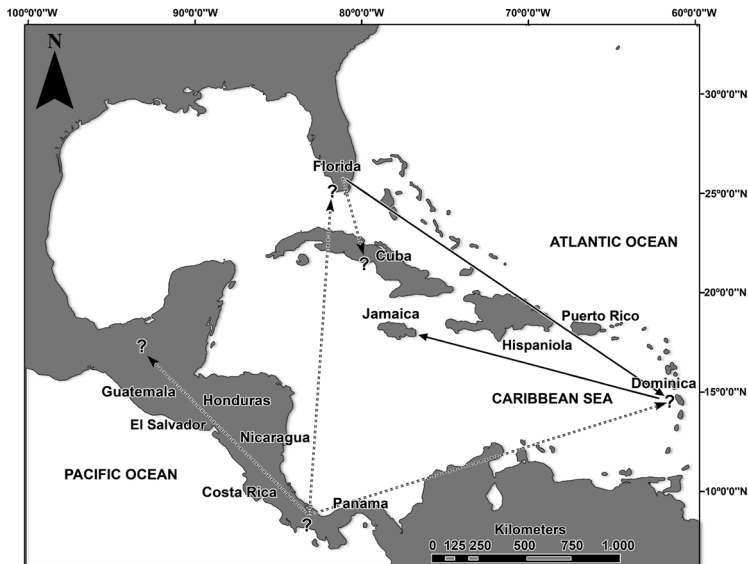 100°0'0"W 90°0'0"W 80°0'0"W 70°0'0"W 60°0'0"W
N
30°0'0"N
Florida
?
25°0'0"N
ATLANTIC OCEAN
Cuba
?
20°0'0"N
Jamaica
Puerto Rico
Hispaniola
?
Dominica
Guatemala
Honduras
CARIBBEAN SEA
?
15°0'0"N
El Salvador
Nicaragua
PACIFIC OCEAN
Costa Rica
Panama
10°0'0"N
?
Kilometers
0 125 250 500 750 1.000